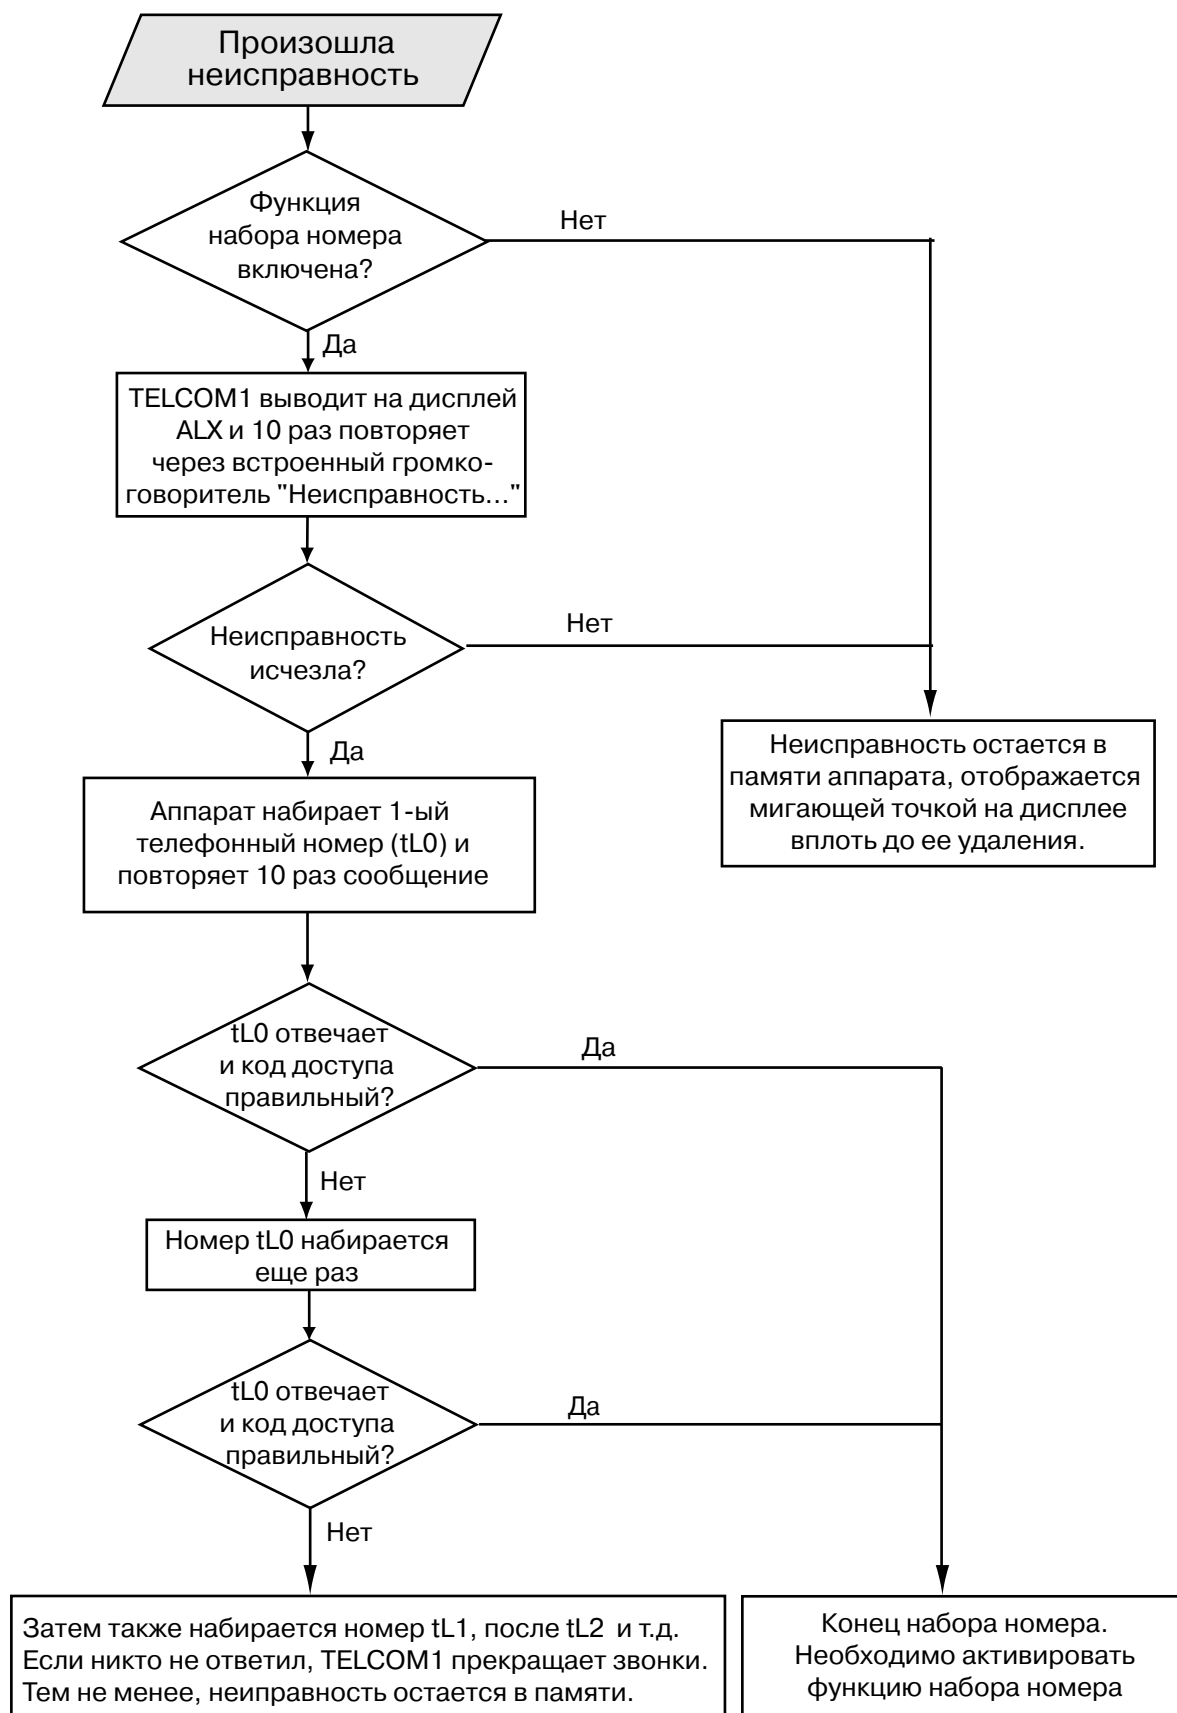 Произошла
неисправность
Функция
набора номера
включена?
Нет
Да
TELCOM1 выводит на дисплей
ALX и 10 раз повторяет
через встроенный громко-
говоритель "Неисправность..."
Неисправность
исчезла?
Нет
Да
Неисправность остается в
памяти аппарата, отображается
мигающей точкой на дисплее
вплоть до ее удаления.
Аппарат набирает 1-ый
телефонный номер (tL0) и
повторяет 10 раз сообщение
tL0 отвечает
и код доступа
правильный?
Да
Нет
Номер tL0 набирается
еще раз
tL0 отвечает
и код доступа
правильный?
Да
Нет
Затем также набирается номер tL1, после tL2 и т.д.
Если никто не ответил, TELCOM1 прекращает звонки.
Тем не менее, неиправность остается в памяти.
Конец набора номера.
Необходимо активировать
функцию набора номера